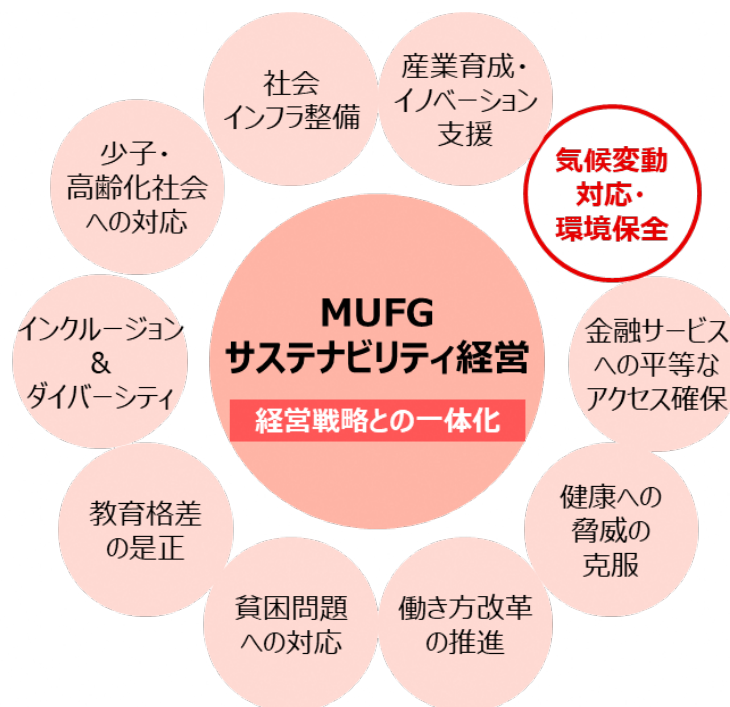 社会
インフラ整備
産業育成・
イノベーション
支援
気候変動
対応・
環境保全
少子・
高齢化社会
への対応
MUFG
サステナビリティ経営
経営戦略との一体化
インクルージョン
&
ダイバーシティ
金融サービス
への平等な
アクセス確保
教育格差
の是正
健康への
脅威の
克服
貧困問題
への対応
働き方改革
の推進